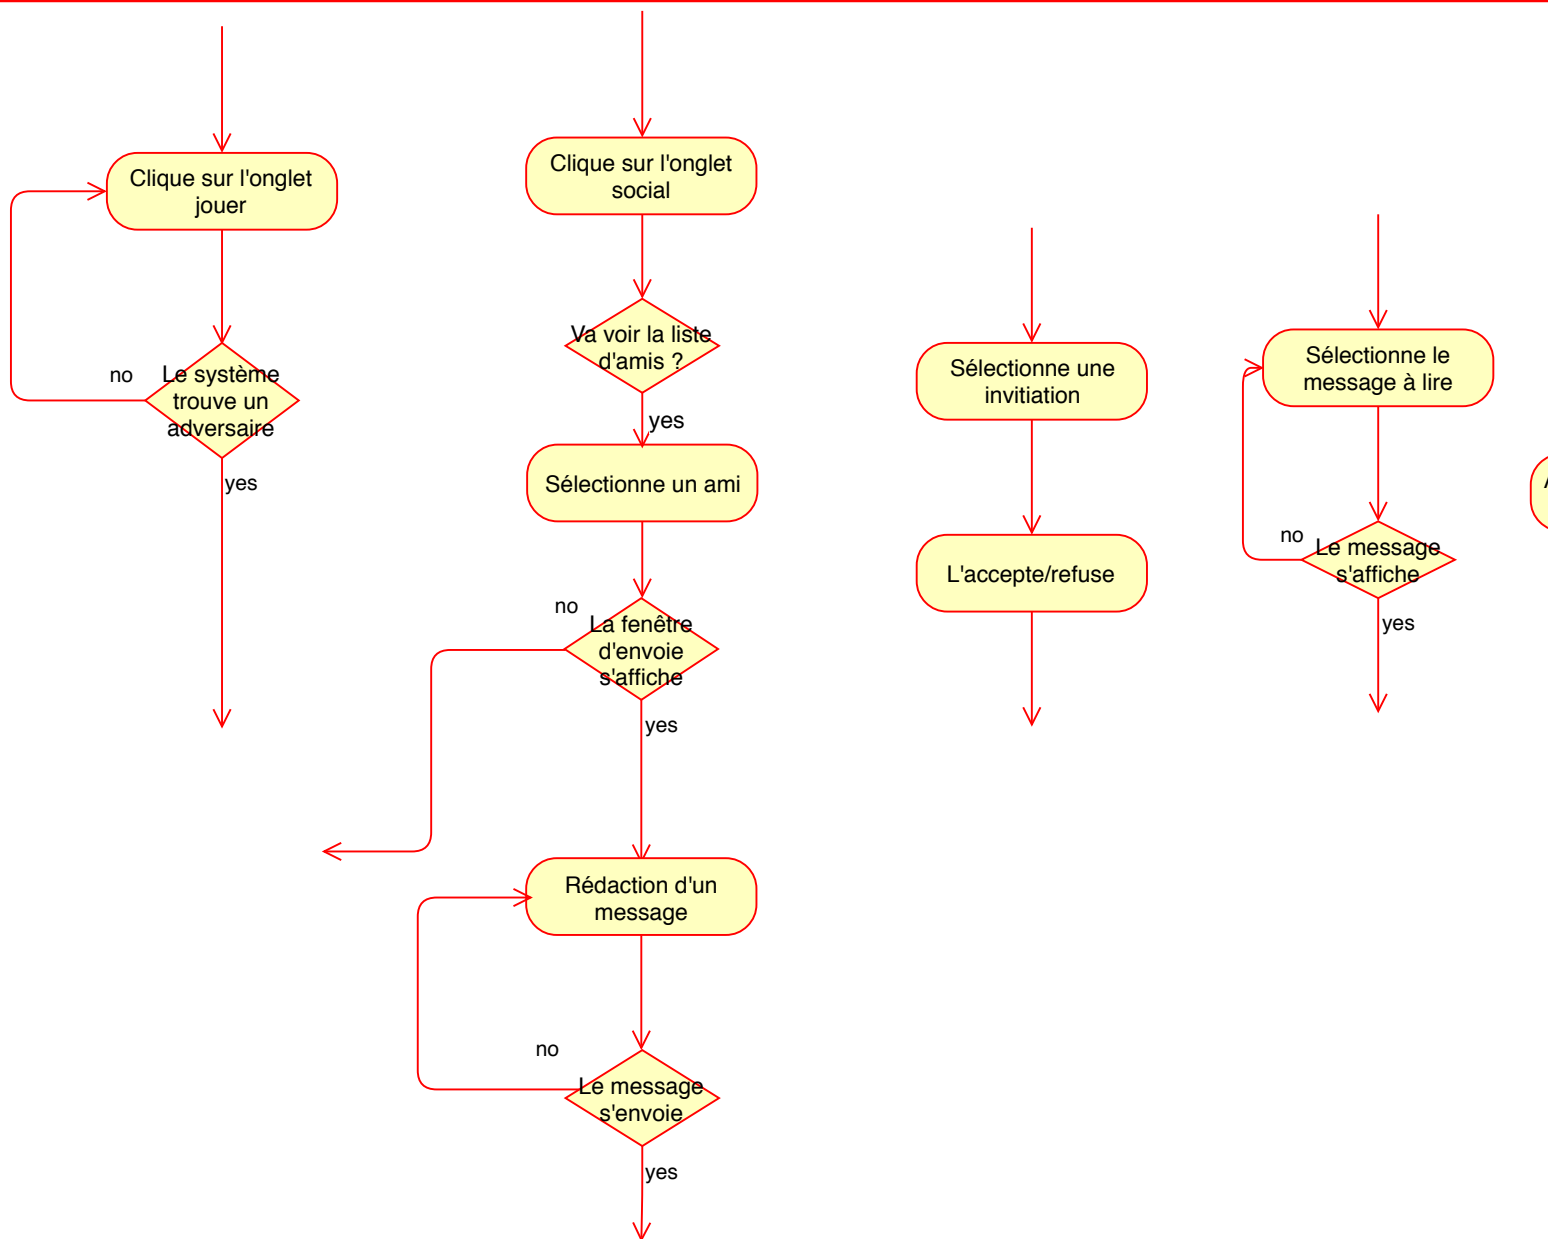 Clique sur l'onglet
jouer
no
Le système
trouve un
adversaire
yes
Clique sur l'onglet
social
Va voir la liste
d'amis ?
yes
Sélectionne un ami
no
La fenêtre
d'envoie
s'affiche
yes
Rédaction d'un
message
no
Le message
s'envoie
yes
Sélectionne une
invitiation
L'accepte/refuse
Sélectionne le
message à lire
no
Le message
s'affiche
yes